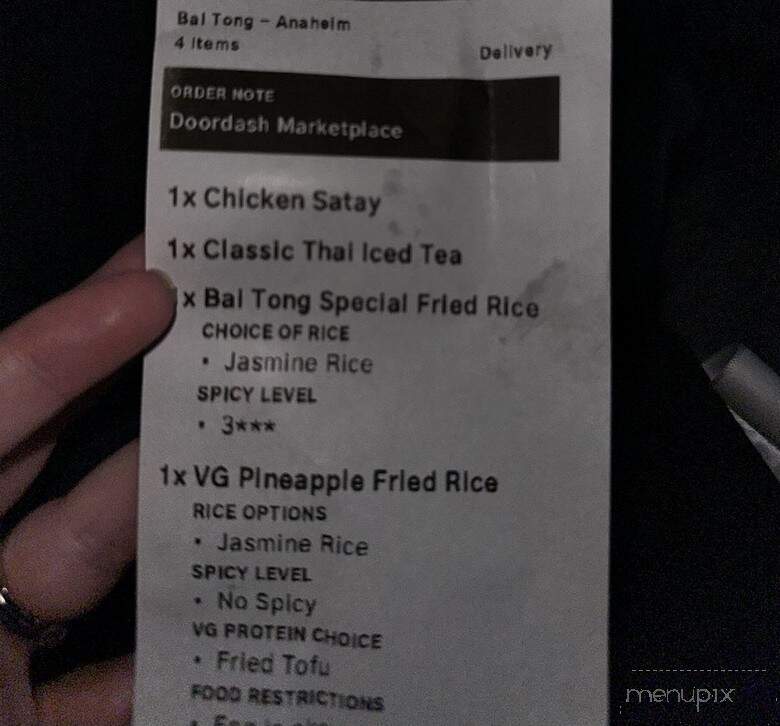 Bai Tong - Anaheim
4 Items
Delivery
ORDER NOTE
Doordash Marketplace
1x Chicken Satay
1x Classic Thai Iced Tea
x Bai Tong Special Fried Rice
CHOICE OF RICE
• Jasmine Rice
SPICY LEVEL
• 3***
1x VG Pineapple Fried Rice
RICE OPTIONS
• Jasmine Rice
SPICY LEVEL
• No Spicy
VG PROTEIN CHOICE
• Fried Tofu
FOOD RESTRICTIONS
menupix